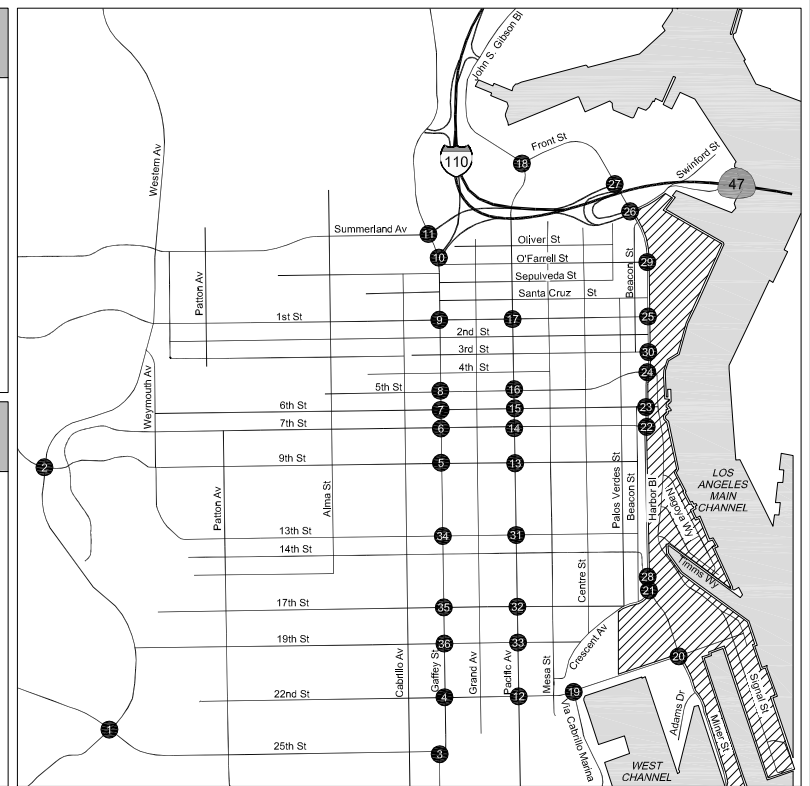 John S. Gibson Bl
110
18
Front St
Swinford St
27
47
26
Western Av
Summerland Av
11
Oliver St
10
O'Farrell St
29
Beacon St
Sepulveda St
Santa Cruz St
Patton Av
1st St
9
17
25
2nd St
3rd St
30
4th St
24
5th St
8
16
Weymouth Av
6th St
7
15
23
7th St
6
14
22
2
9th St
5
13
LOS
ANGELES
MAIN
CHANNEL
Patton Av
Alma St
Palos Verdes St
Beacon St
Harbor Bl
Nagoya Wy
13th St
34
31
14th St
Timms Wy
28
21
Centre St
17th St
35
32
19th St
36
33
Crescent Av
20
Cabrillo Av
Gaffey St
Grand Av
Pacific Av
Mesa St
22nd St
4
12
19
Signal St
Adams Dr
Miner St
Via Cabrillo Marina
1
25th St
3
WEST
CHANNEL